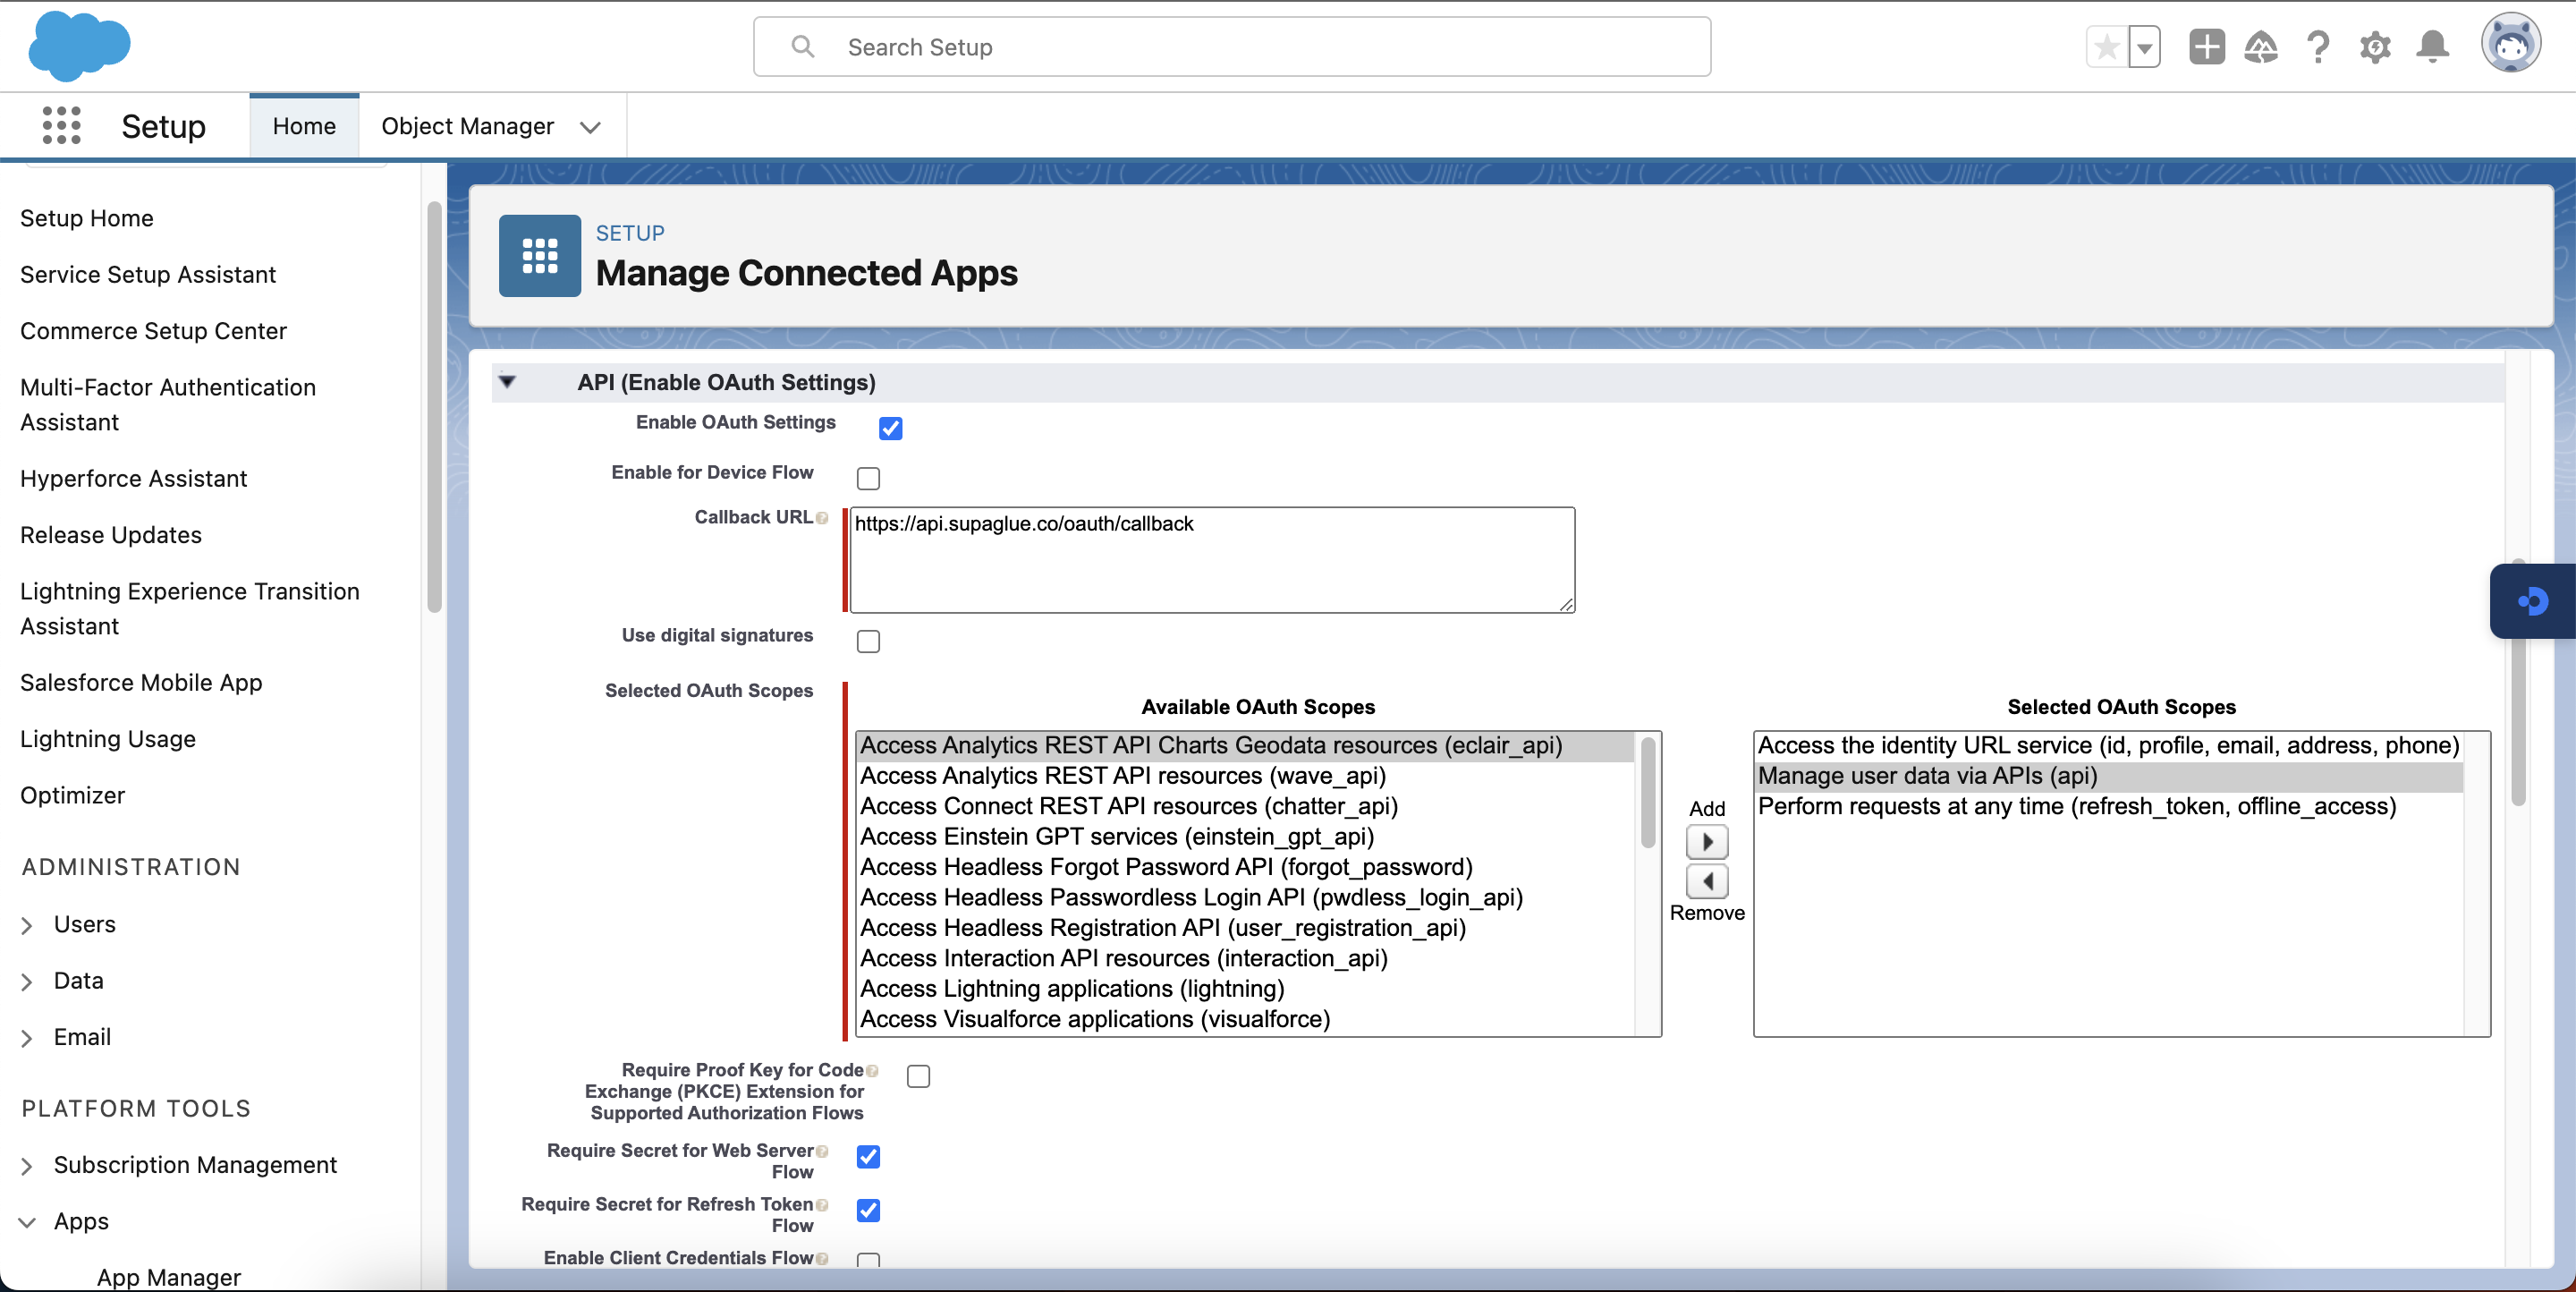 Search Setup
Setup
Home
Object Manager
Setup Home
Service Setup Assistant
Commerce Setup Center
Multi-Factor Authentication
Assistant
Hyperforce Assistant
Release Updates
Lightning Experience Transition
Assistant
Salesforce Mobile App
Lightning Usage
Optimizer
ADMINISTRATION
Users
Data
Email
PLATFORM TOOLS
Subscription Management
Apps
App Manager
SETUP
Manage Connected Apps
API (Enable OAuth Settings)
Enable OAuth Settings
Enable for Device Flow
Callback URL
https://api.supaglue.co/oauth/callback
Use digital signatures
Selected OAuth Scopes
Available OAuth Scopes
Access Analytics REST API Charts Geodata resources (eclair_api)
Access Analytics REST API resources (wave_api)
Access Connect REST API resources (chatter_api)
Access Einstein GPT services (einstein_gpt_api)
Access Headless Forgot Password API (forgot_password)
Access Headless Passwordless Login API (pwdless_login_api)
Access Headless Registration API (user_registration_api)
Access Interaction API resources (interaction_api)
Access Lightning applications (lightning)
Access Visualforce applications (visualforce)
Add
Remove
Selected OAuth Scopes
Access the identity URL service (id, profile, email, address, phone)
Manage user data via APIs (api)
Perform requests at any time (refresh_token, offline_access)
Require Proof Key for Code
Exchange (PKCE) Extension for
Supported Authorization Flows
Require Secret for Web Server
Flow
Require Secret for Refresh Token
Flow
Enable Client Credentials Flow